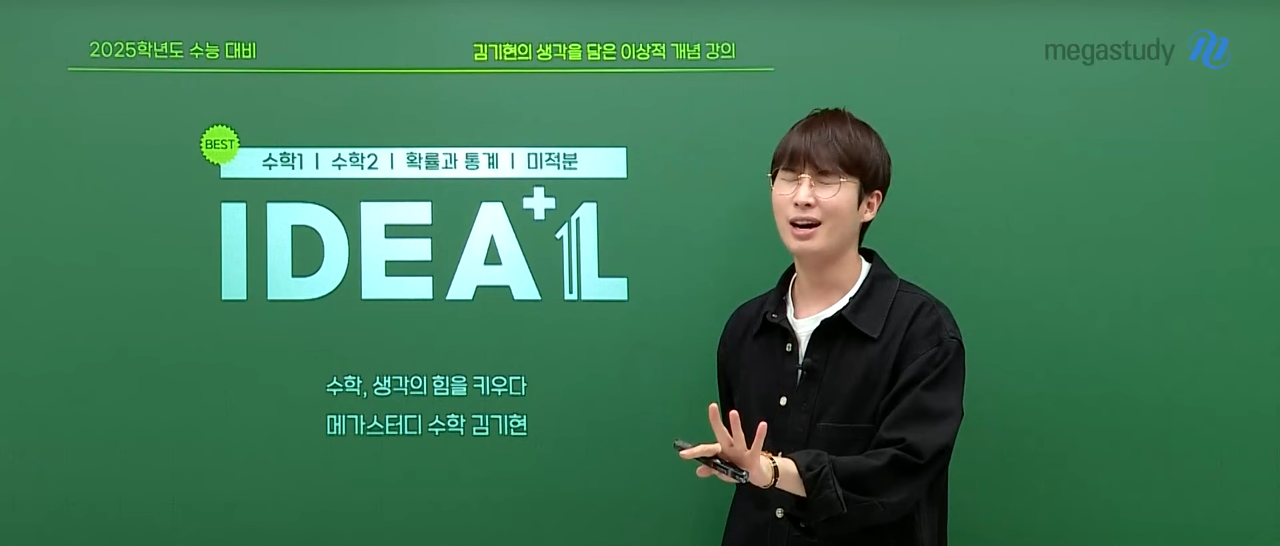 2025학년도 수능 대비
김기현의 생각을 담은 이상적 개념 강의
megastudy
BEST
수학1 | 수학2 | 확률과 통계 | 미적분
IDEA+1L
수학, 생각의 힘을 키우다
메가스터디 수학 김기현